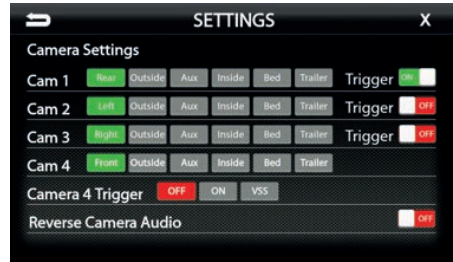 SETTINGS X
Camera Settings
Cam 1 Rear Outside Aux Inside Bed Trailer Trigger ON
Cam 2 Left Outside Aux Inside Bed Trailer Trigger OFF
Cam 3 Right Outside Aux Inside Bed Trailer Trigger OFF
Cam 4 Front Outside Aux Inside Bed Trailer
Camera 4 Trigger OFF ON VSS
Reverse Camera Audio OFF